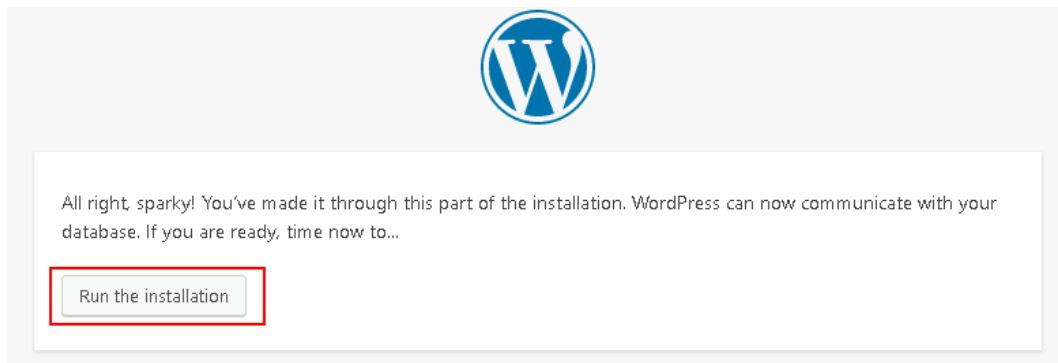 All right, sparky! You've made it through this part of the installation. WordPress can now communicate with your
database. If you are ready, time now to...
Run the installation